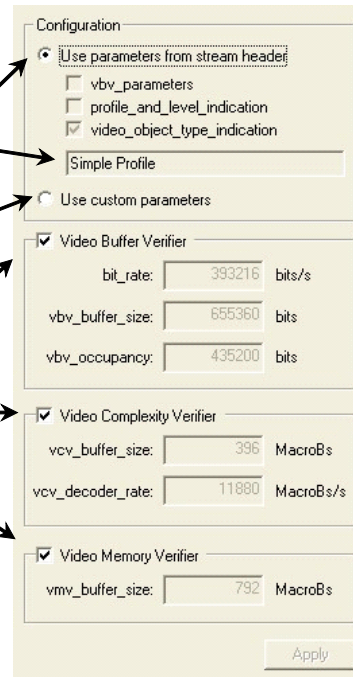 Configuration
Use parameters from stream header
vbv_parameters
profile_and_level_indication
video_object_type_indication
Simple Profile
Use custom parameters
Video Buffer Verifier
bit_rate: 393216 bits/s
vbv_buffer_size: 655360 bits
vbv_occupancy: 435200 bits
Video Complexity Verifier
vcv_buffer_size: 396 MacroBs
vcv_decoder_rate: 11880 MacroBs/s
Video Memory Verifier
vmv_buffer_size: 792 MacroBs
Apply